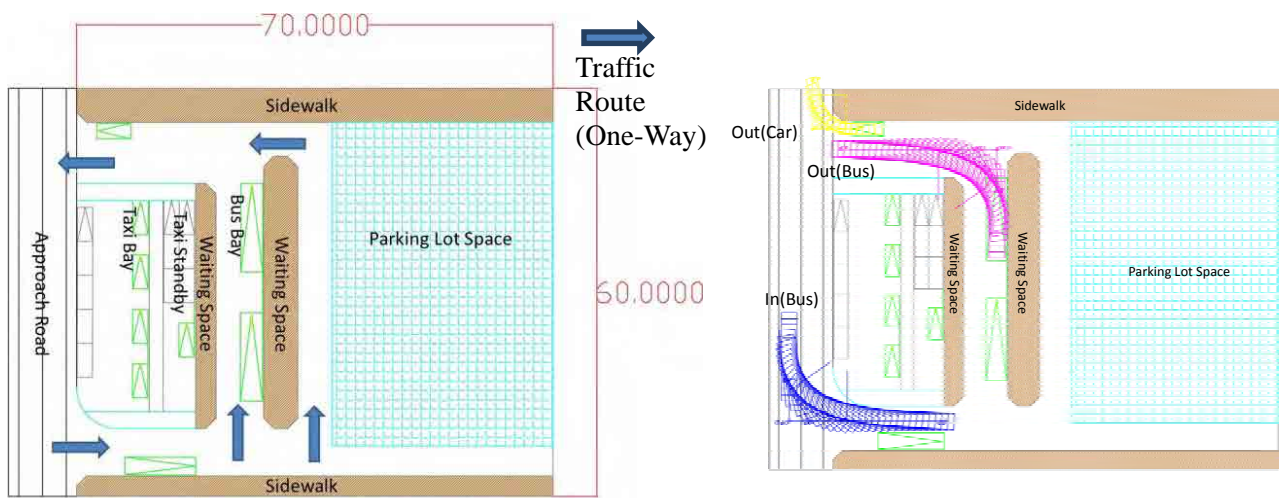 70.0000
Traffic
Route
(One-Way)
Sidewalk
Approach Road
Taxi Bay
Taxi Standby
Waiting Space
Bus Bay
Waiting Space
Parking Lot Space
60.0000
Sidewalk
Sidewalk
Out(Car)
Out(Bus)
In(Bus)
Waiting Space
Waiting Space
Parking Lot Space